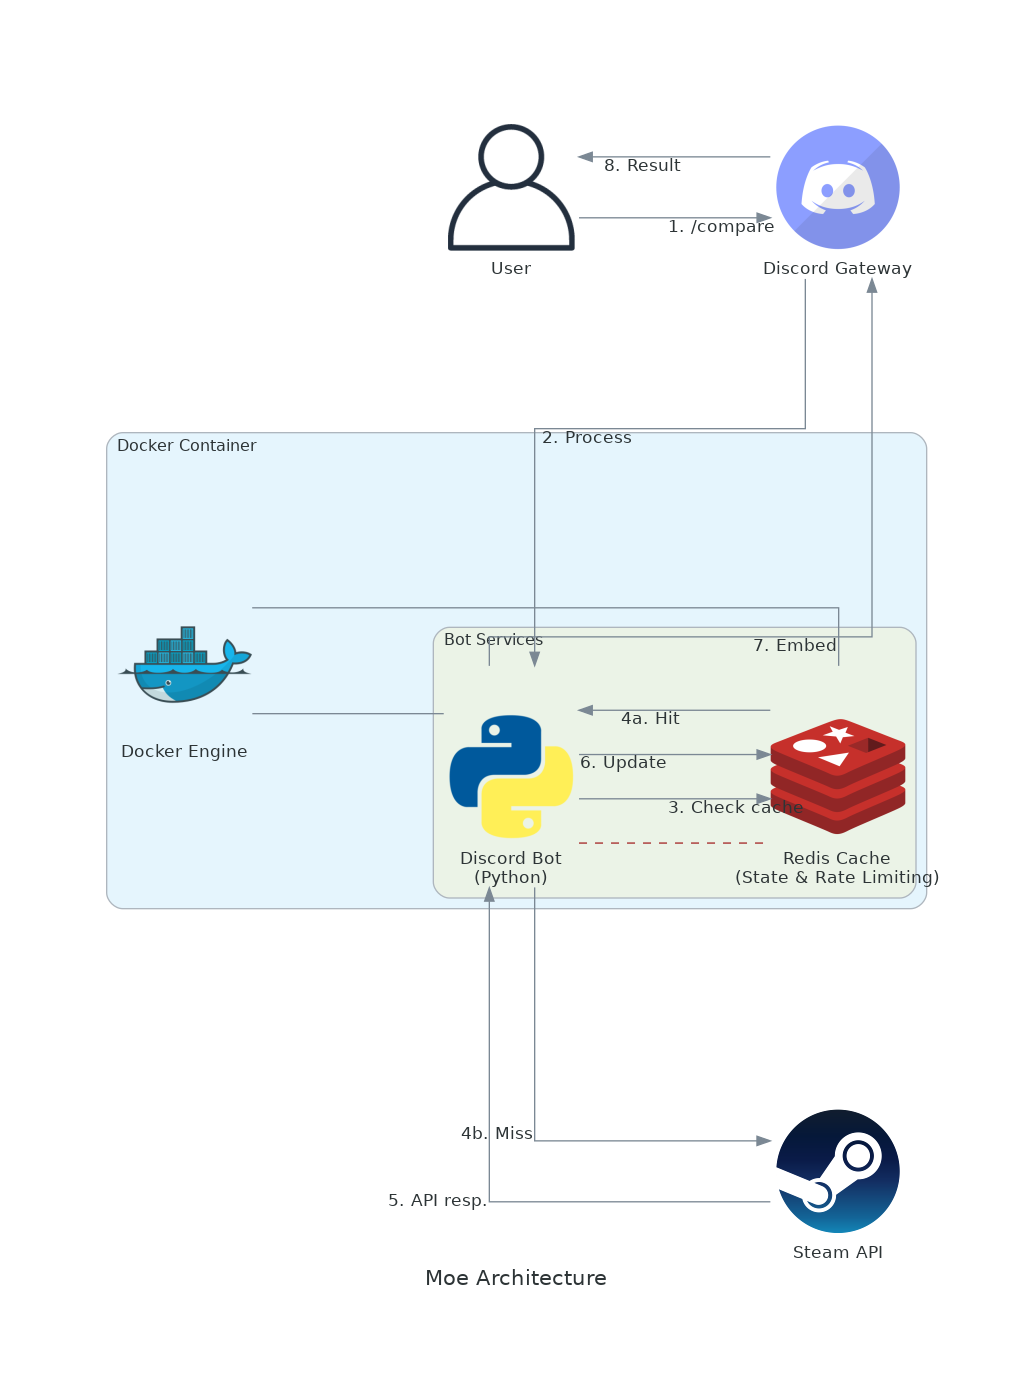 8. Result
1. /compare
User
Discord Gateway
2. Process
Docker Container
Bot Services
7. Embed
4a. Hit
6. Update
3. Check cache
Docker Engine
Discord Bot
(Python)
Redis Cache
(State & Rate Limiting)
4b. Miss
5. API resp.
Steam API
Moe Architecture